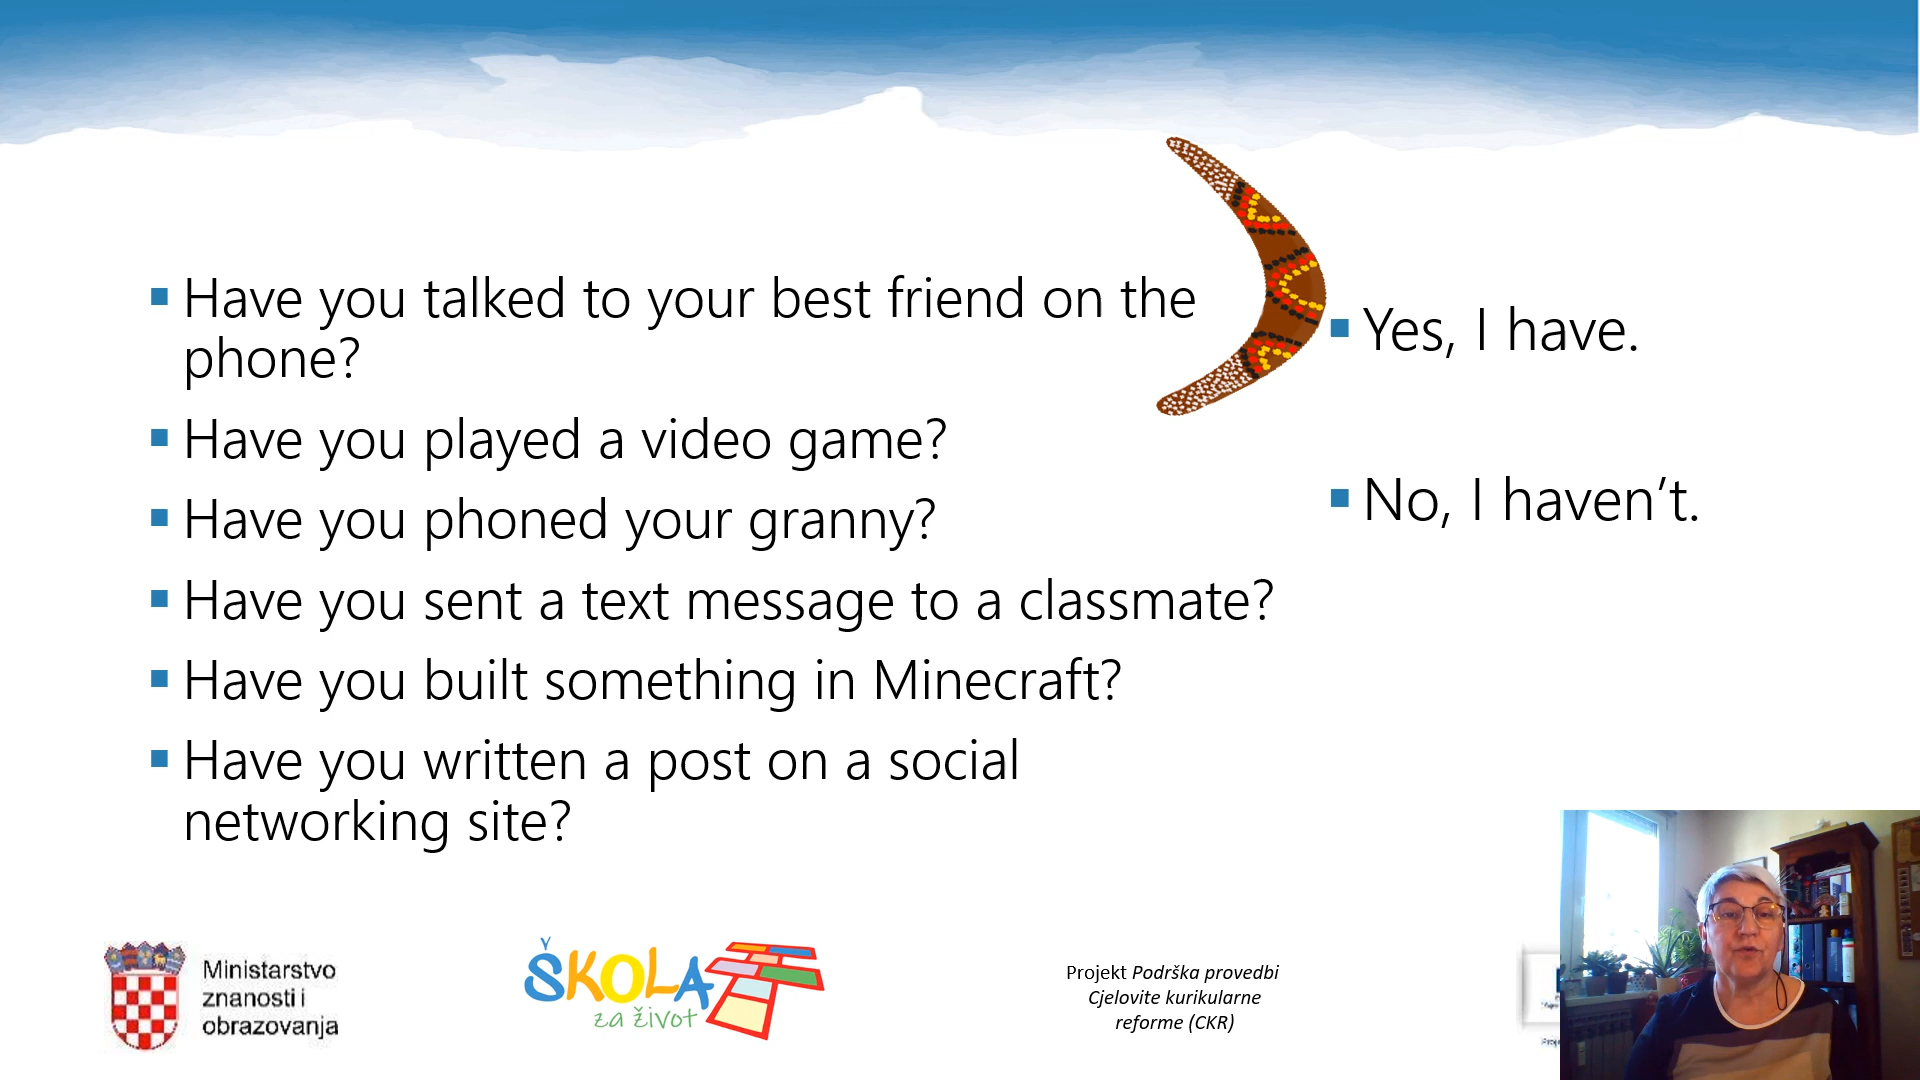 Have you talked to your best friend on the
phone?
Have you played a video game?
Have you phoned your granny?
Have you sent a text message to a classmate?
Have you built something in Minecraft?
Have you written a post on a social
networking site?
Yes, I have.
No, I haven't.
Ministarstvo
znanosti i
obrazovanja
ŠKOLA
za život
Projekt Podrška provedbi
Cjelovite kurikularne
reforme (CKR)